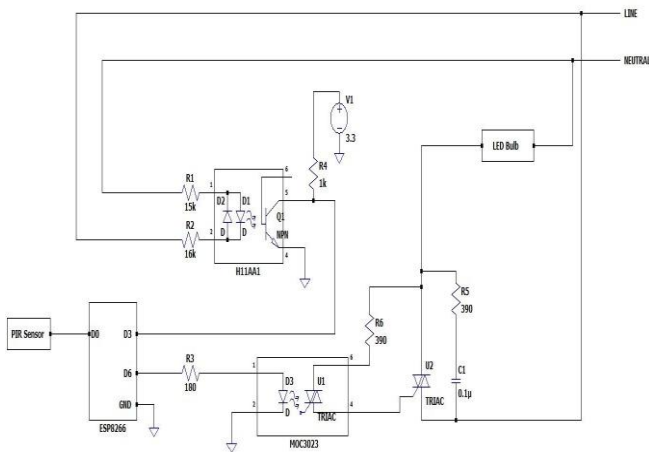 LINE
NEUTRAL
V1
3.3
R4
1k
LED Bulb
6
5
R1
15k
1
D2
D1
Q1
R2
16k
2
D
D
NPN
4
H11AA1
R5
390
R6
390
PIR Sensor
D0
D3
D6
GND
ESP8266
R3
180
1
D3
U1
6
2
D
TRIAC
4
MOC3023
U2
TRIAC
C1
0.1µ